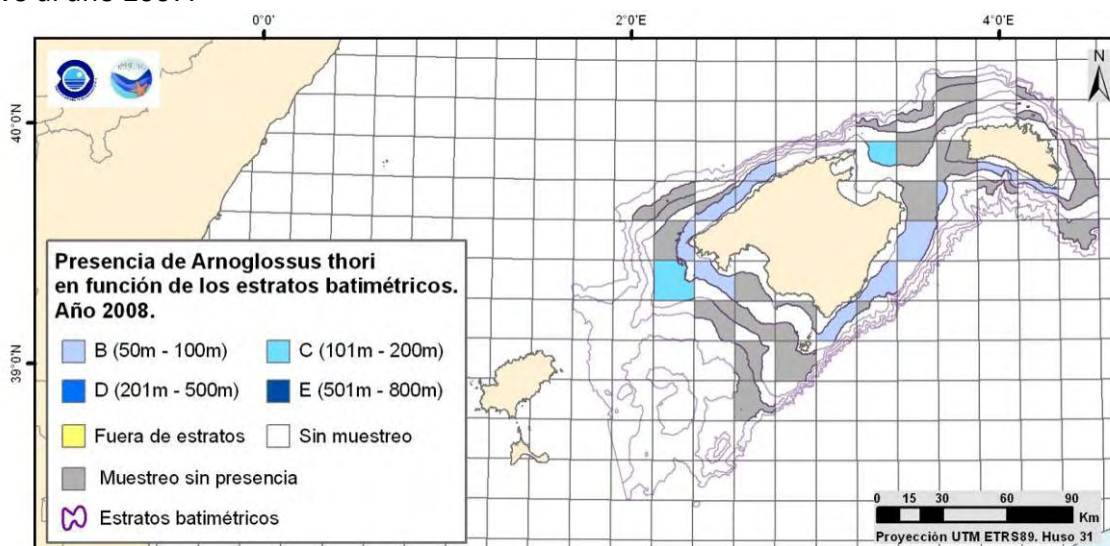 0°0'
2°0'E
4°0'E
N
40°0'N
39°0'N
Presencia de Arnoglossus thori
en función de los estratos batimétricos.
Año 2008.
B (50m - 100m)
C (101m - 200m)
D (201m - 500m)
E (501m - 800m)
Fuera de estratos
Sin muestreo
Muestreo sin presencia
Estratos batimétricos
0 15 30 60 90
Km
Proyección UTM ETRS89. Huso 31